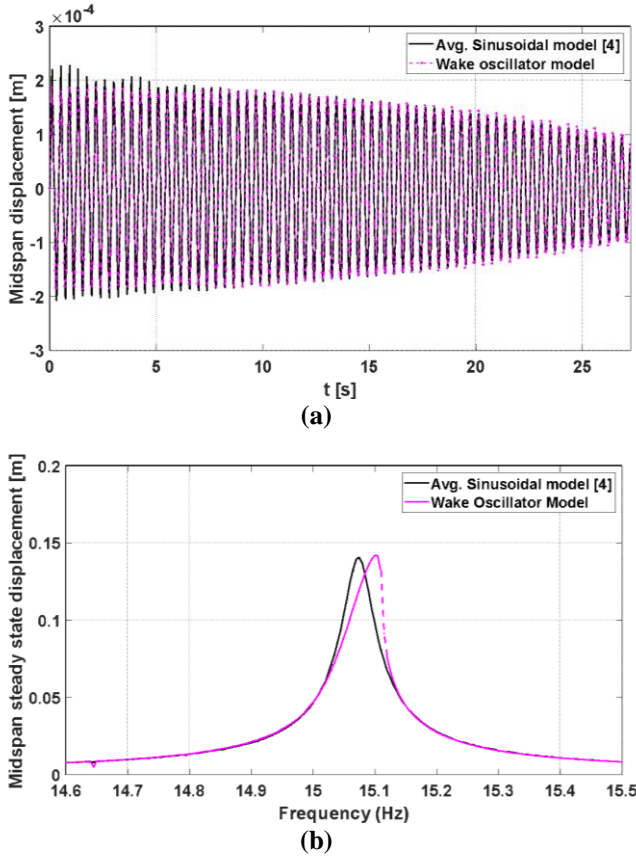 3
×10⁻⁴
Avg. Sinusoidal model [4]
Wake oscillator model
2
1
0
-1
-2
-3
Midspan displacement [m]
0 5 10 15 20 25
t [s]
(a)
0.2
Avg. Sinusoidal model [4]
Wake Oscillator Model
0.15
0.1
0.05
0
Midspan steady state displacement [m]
14.6 14.7 14.8 14.9 15 15.1 15.2 15.3 15.4 15.5
Frequency (Hz)
(b)